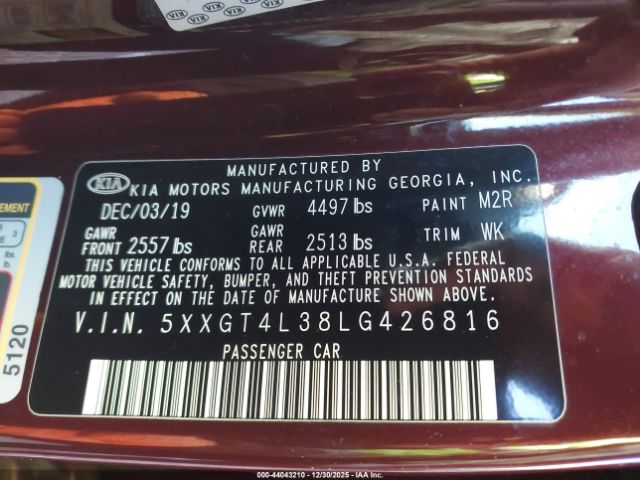 KIA
MANUFACTURED BY
KIA KIA MOTORS MANUFACTURING GEORGIA, INC.
DEC/03/19 GVWR 4497 lbs PAINT M2R
GAWR FRONT 2557 lbs GAWR REAR 2513 lbs TRIM WK
THIS VEHICLE CONFORMS TO ALL APPLICABLE U.S.A. FEDERAL
MOTOR VEHICLE SAFETY, BUMPER, AND THEFT PREVENTION STANDARDS
IN EFFECT ON THE DATE OF MANUFACTURE SHOWN ABOVE.
V.I.N. 5XXGT4L38LG426816
PASSENGER CAR
5120
000-44043210 - 12/30/2025 - IAA Inc.